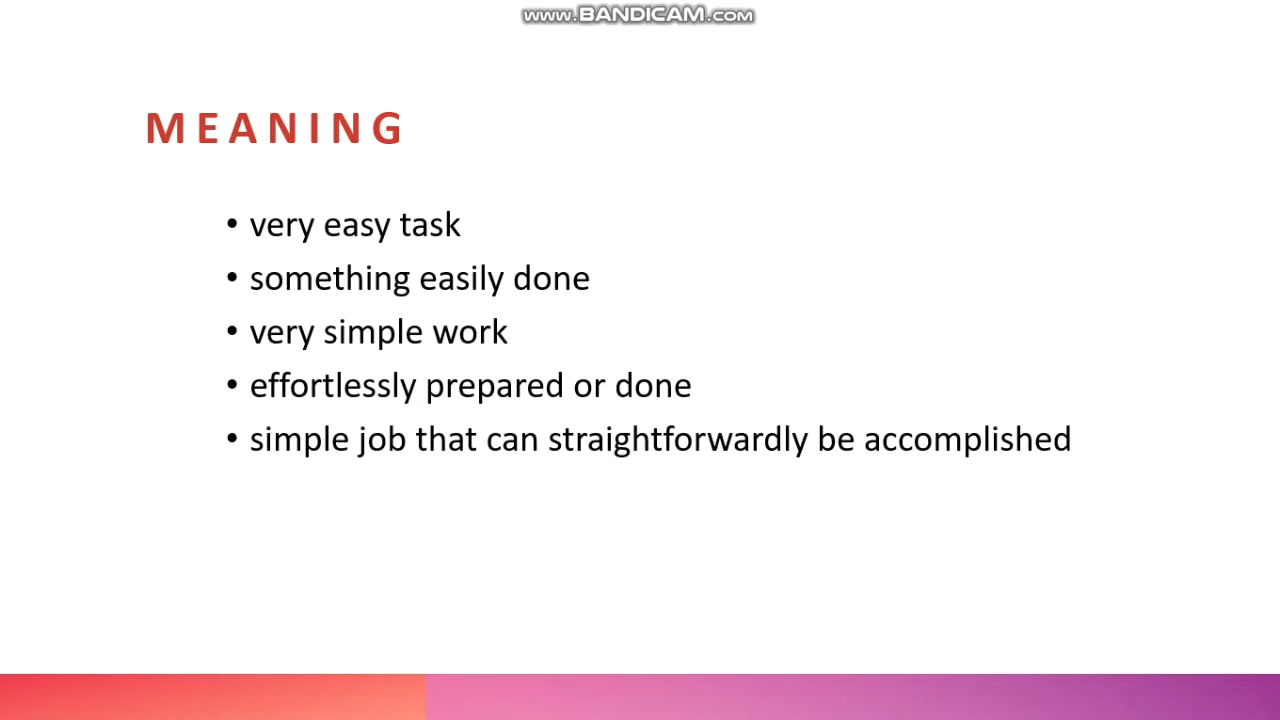 www.BANDICAM.com
MEANING
• very easy task
• something easily done
• very simple work
• effortlessly prepared or done
• simple job that can straightforwardly be accomplished